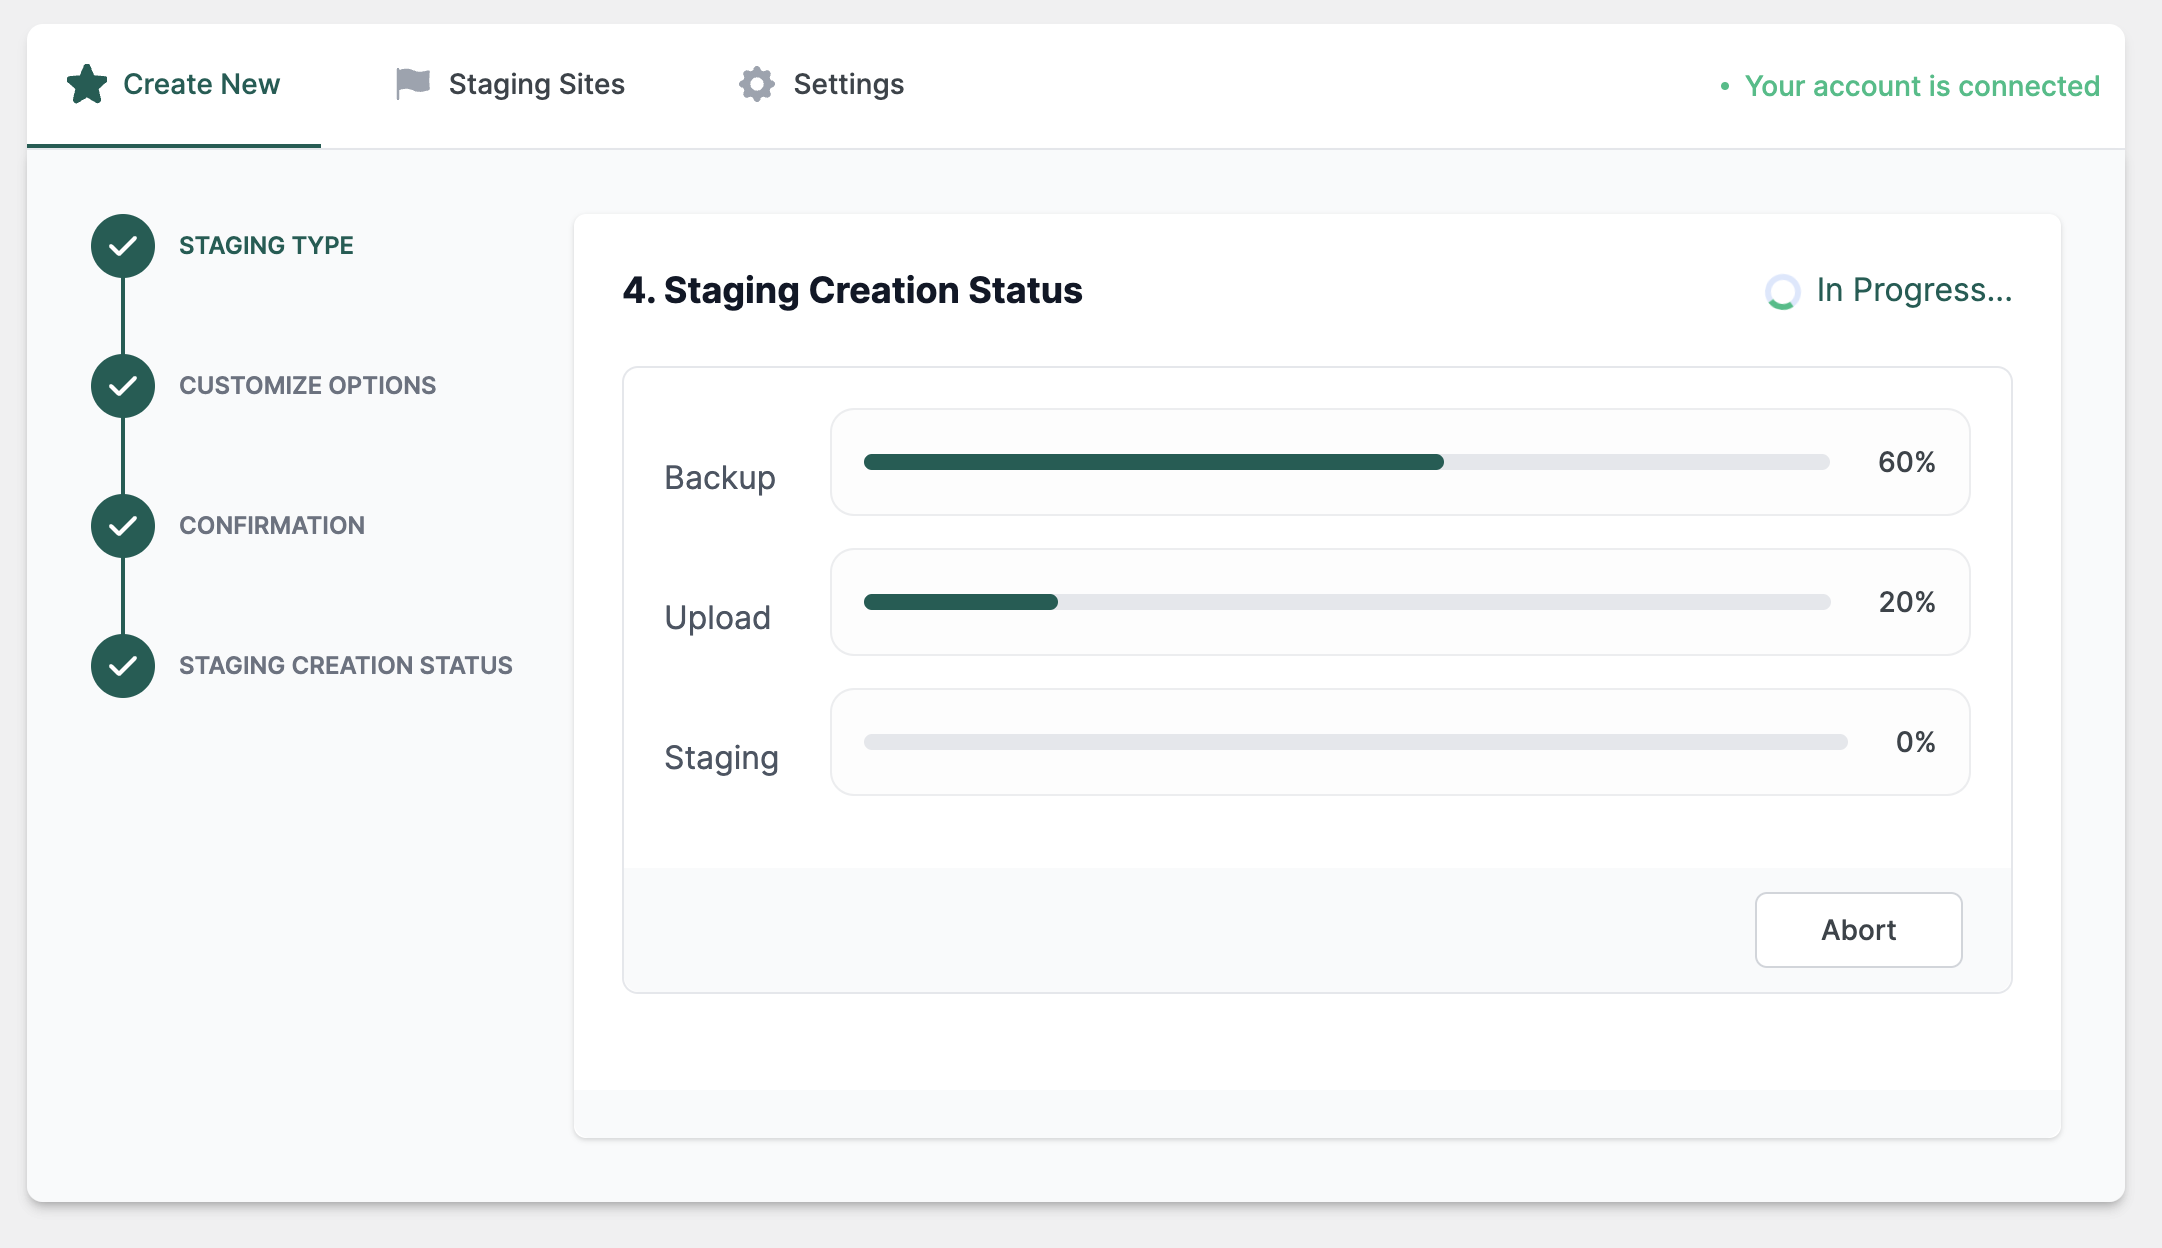 Create New
Staging Sites
Settings
• Your account is connected
STAGING TYPE
CUSTOMIZE OPTIONS
CONFIRMATION
STAGING CREATION STATUS
4. Staging Creation Status
In Progress...
Backup
60%
Upload
20%
Staging
0%
Abort